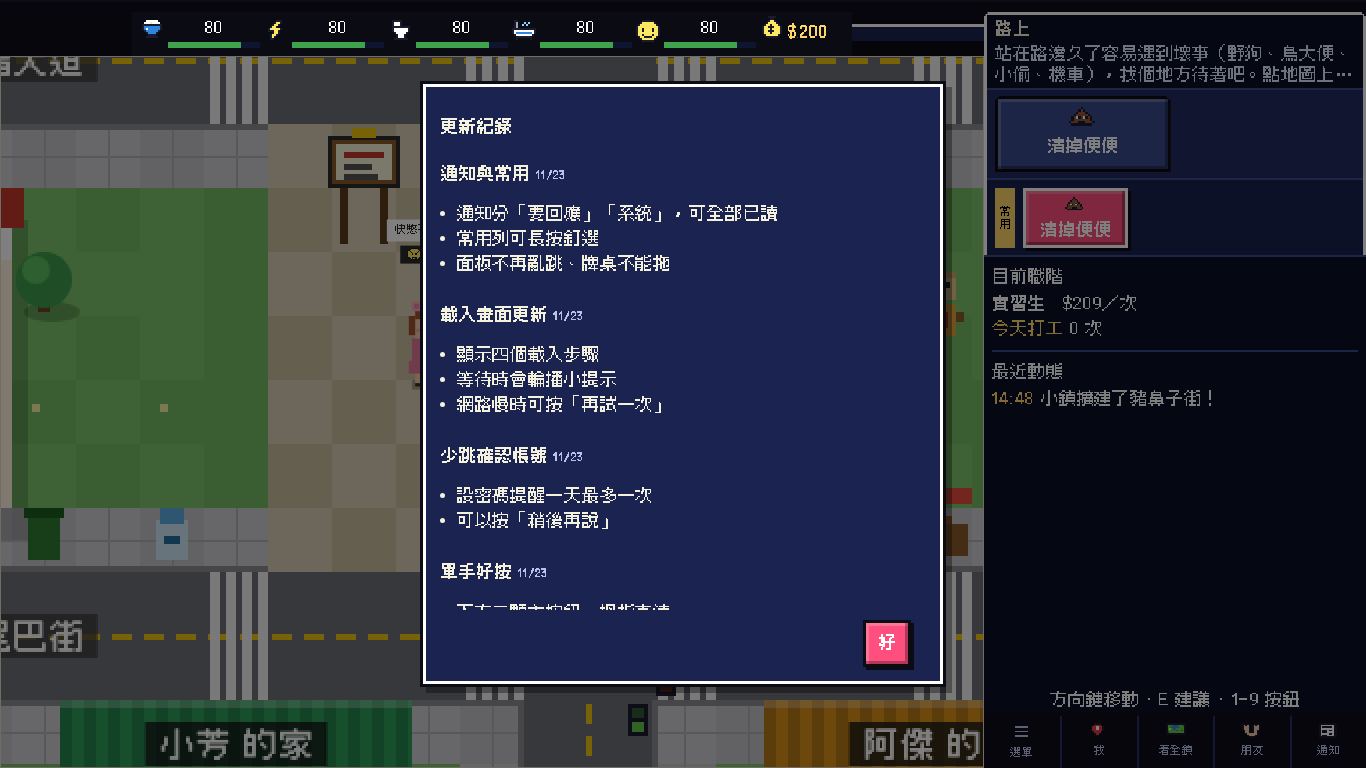 80
80
80
80
80
$200
路上
站在路邊久了容易遇到壞事（野狗、鳥大便、
小偷、機車），找個地方待著吧。點地圖上…
清掉便便
常用
清掉便便
目前職階
實習生 $209／次
今天打工 0 次
最近動態
14:48 小鎮擴建了豬鼻子街！
更新紀錄
通知與常用 11/23
• 通知分「要回應」「系統」，可全部已讀
• 常用列可長按釘選
• 面板不再亂跳、牌桌不能拖
載入畫面更新 11/23
• 顯示四個載入步驟
• 等待時會輪播小提示
• 網路慢時可按「再試一次」
少跳確認帳號 11/23
• 設密碼提醒一天最多一次
• 可以按「稍後再說」
單手好按 11/23
好
尾巴街
小芳 的家
阿傑 的
方向鍵移動 · E 建議 · 1-9 按鈕
選單
我
看全鎮
朋友
通知